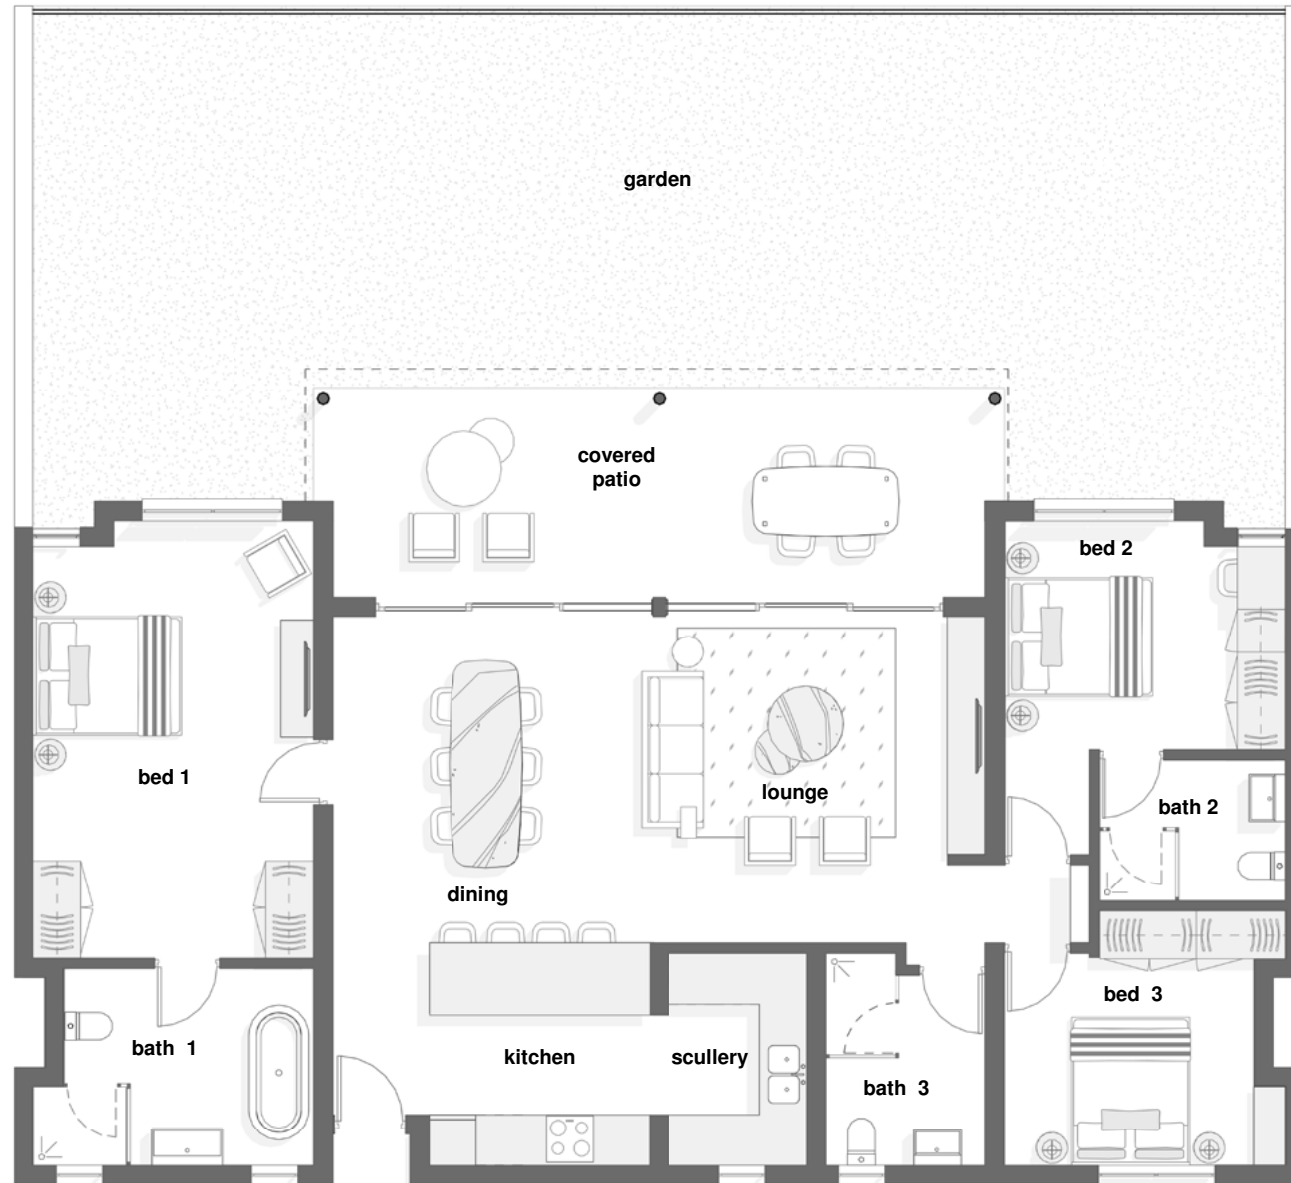 garden
covered
patio
bed 2
bed 1
lounge
bath 2
dining
bed 3
bath 1
kitchen
scullery
bath 3